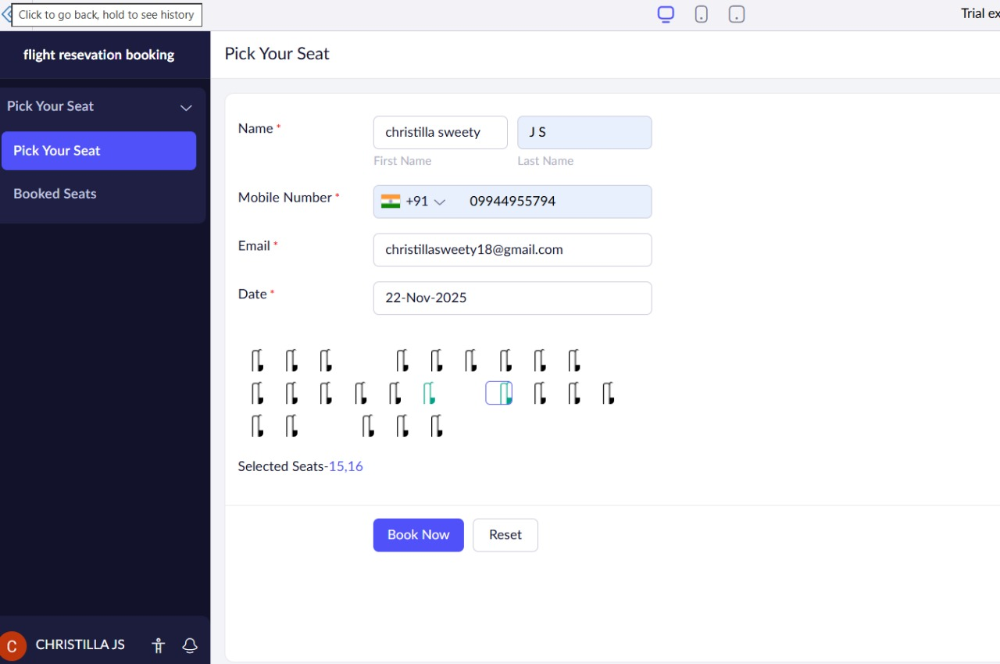 Click to go back, hold to see history
Trial ex
flight resevation booking
Pick Your Seat
Pick Your Seat
Pick Your Seat
Booked Seats
Name *
christilla sweety
J S
First Name
Last Name
Mobile Number *
+91
09944955794
Email *
christillasweety18@gmail.com
Date *
22-Nov-2025
Selected Seats-15,16
Book Now
Reset
C
CHRISTILLA JS